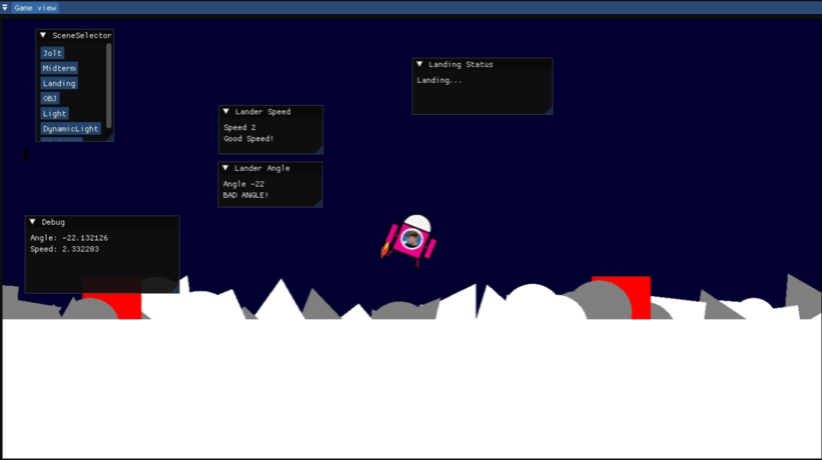 Game view
SceneSelector
Jolt
Midterm
Landing
OBJ
Light
DynamicLight
Landing Status
Landing...
Lander Speed
Speed 2
Good Speed!
Lander Angle
Angle -22
BAD ANGLE!
Debug
Angle: -22.132126
Speed: 2.332283